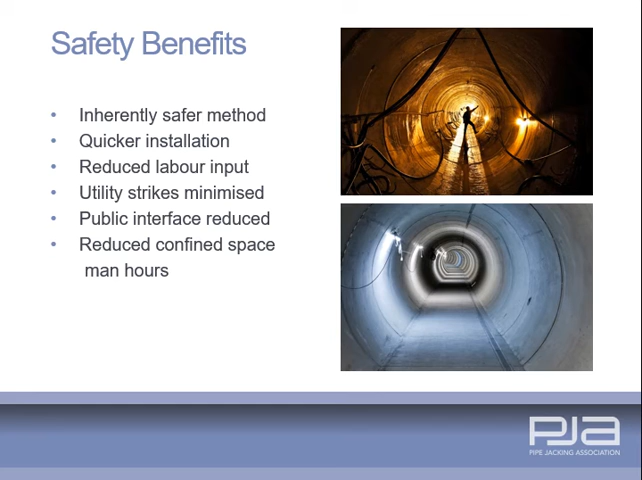 Safety Benefits
• Inherently safer method
• Quicker installation
• Reduced labour input
• Utility strikes minimised
• Public interface reduced
• Reduced confined space
man hours
PJA
PIPE JACKING ASSOCIATION